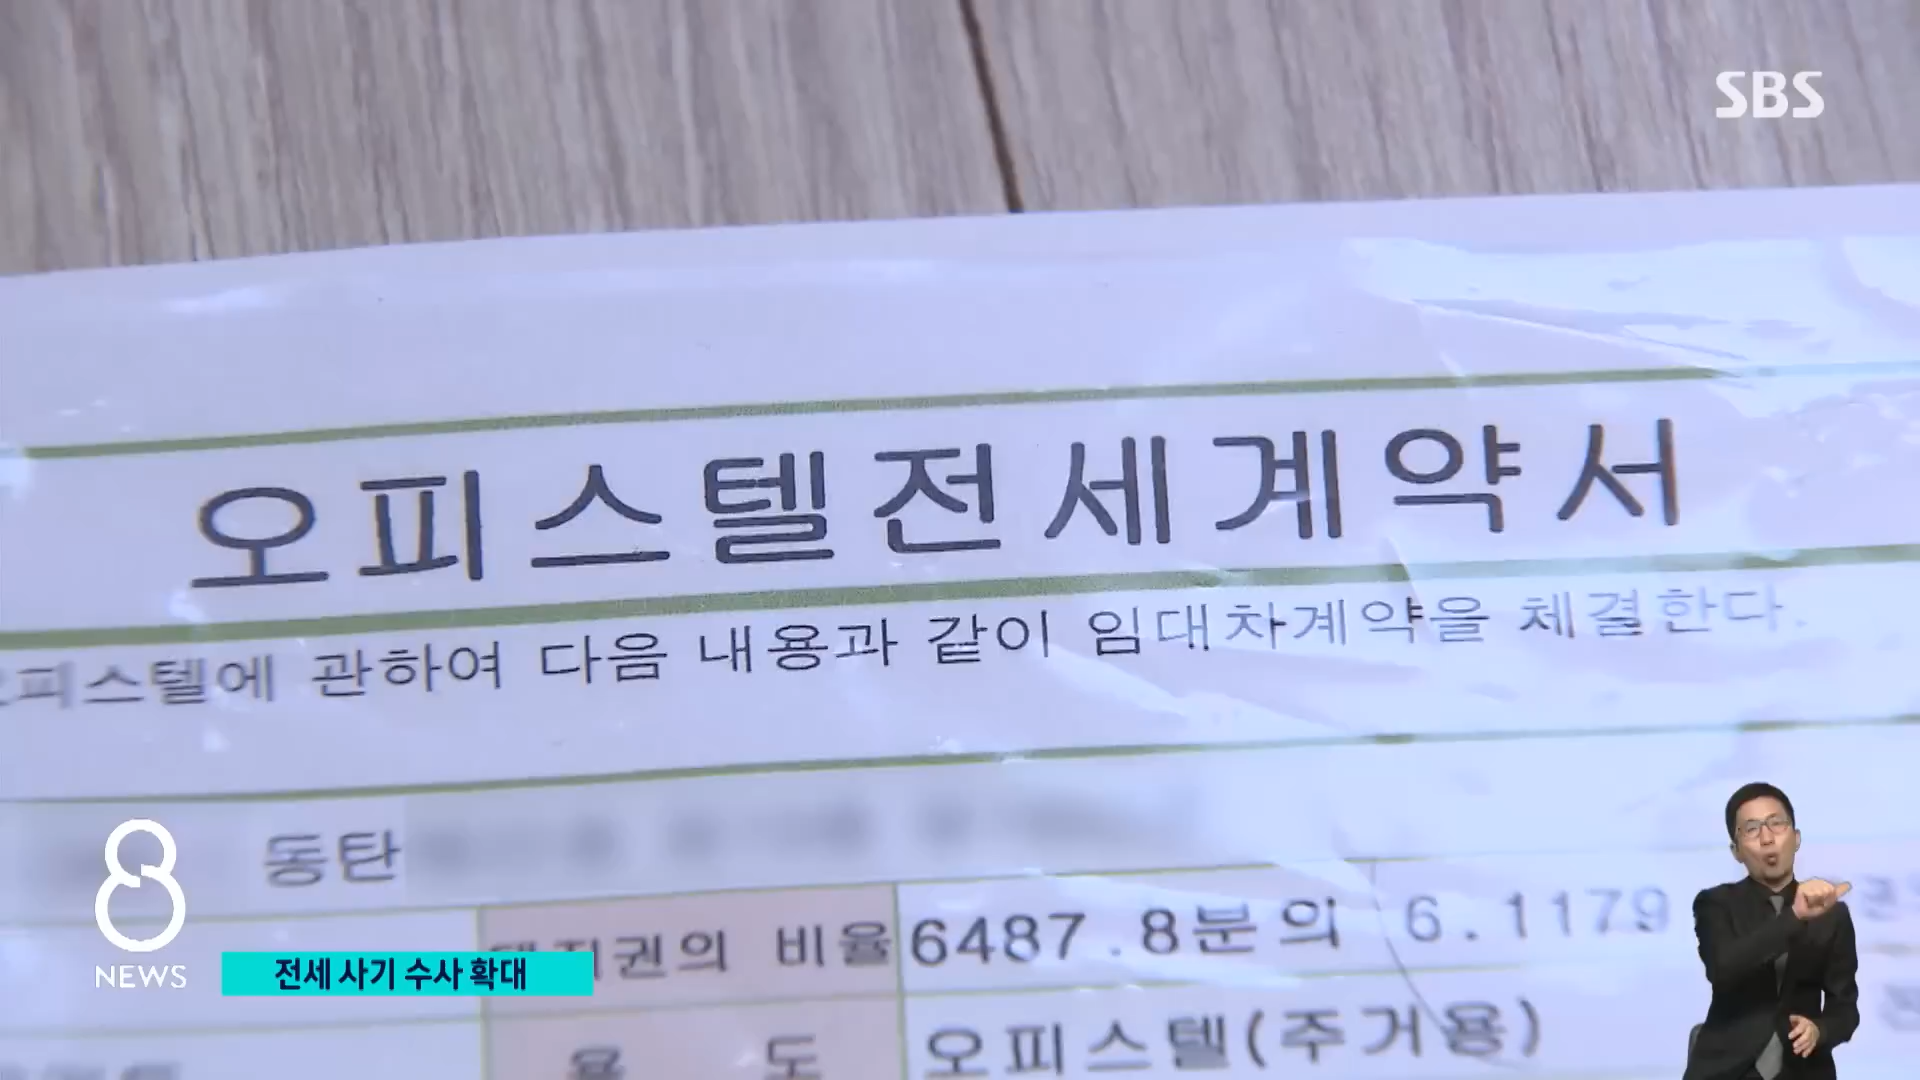 SBS
오피스텔전세계약서
피스텔에 관하여 다음 내용과 같이 임대차계약을 체결한다.
동탄
지권의 비율 6487.8분의 6.1179
용 도 오피스텔(주거용)
8
NEWS
전세 사기 수사 확대